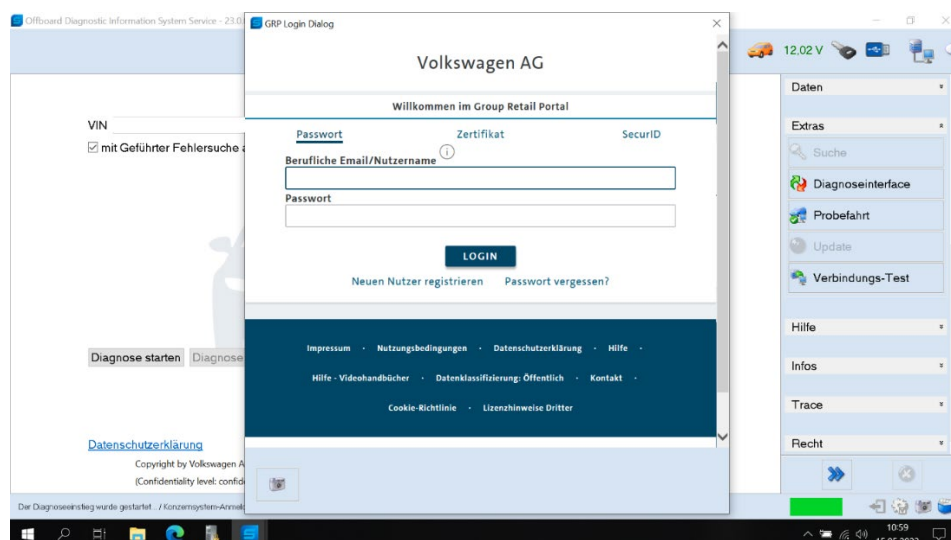 Offboard Diagnostic Information System Service - 23.0
GRP Login Dialog
Volkswagen AG
12,02 V
Willkommen im Group Retail Portal
Passwort Zertifikat SecurID
Berufliche Email/Nutzername
Passwort
LOGIN
Neuen Nutzer registrieren Passwort vergessen?
Impressum · Nutzungsbedingungen · Datenschutzerklärung · Hilfe ·
Hilfe - Videohandbücher · Datenklassifizierung: Öffentlich · Kontakt ·
Cookie-Richtlinie · Lizenzhinweise Dritter
VIN
mit Geführter Fehlersuche
Diagnose starten Diagnose
Datenschutzerklärung
Copyright by Volkswagen A
(Confidentiality level: confid
Daten
Extras
Suche
Diagnoseinterface
Probefahrt
Update
Verbindungs-Test
Hilfe
Infos
Trace
Recht
Der Diagnoseeinstieg wurde gestartet... / Konzernsystem-Anmeld
10:59